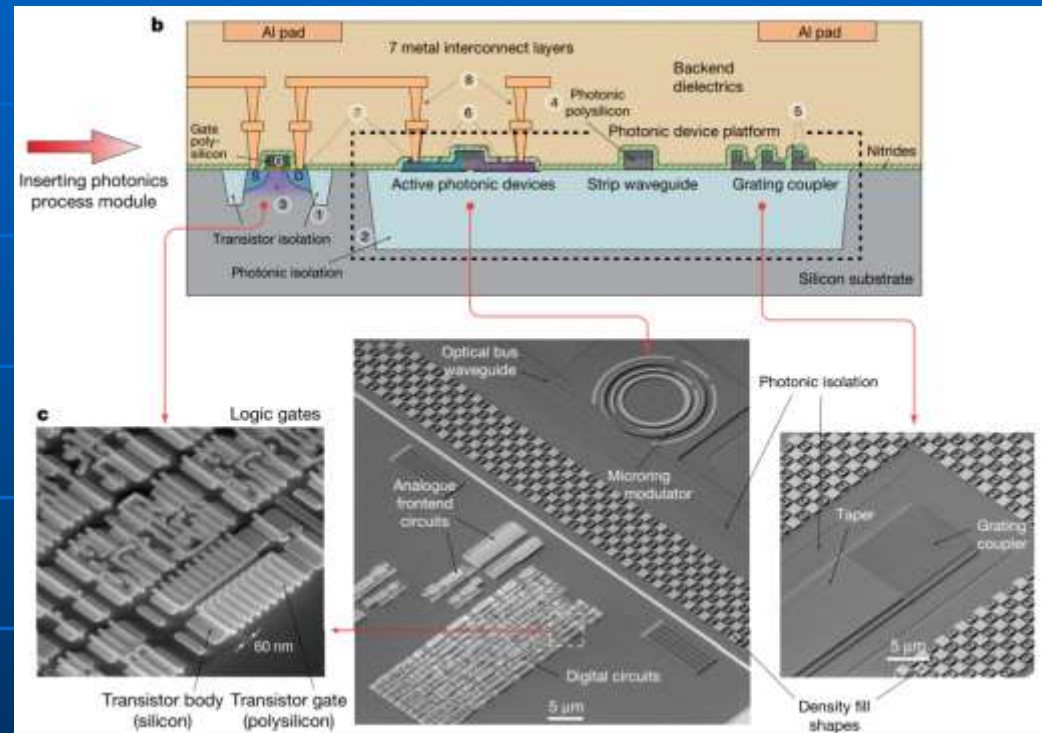 b
Al pad
Al pad
7 metal interconnect layers
Backend
dielectrics
8
Photonic
polysilicon
4
5
7
6
Gate
poly-
silicon
G
Photonic device platform
Nitrides
Inserting photonics
process module
S
D
Active photonic devices
Strip waveguide
Grating coupler
3
1
Transistor isolation
2
Photonic isolation
Silicon substrate
c
Logic gates
Optical bus
waveguide
Photonic isolation
Microring
modulator
Analogue
frontend
circuits
Taper
Grating
coupler
60 nm
Digital circuits
5 µm
5 µm
Transistor body
(silicon)
Transistor gate
(polysilicon)
Density fill
shapes